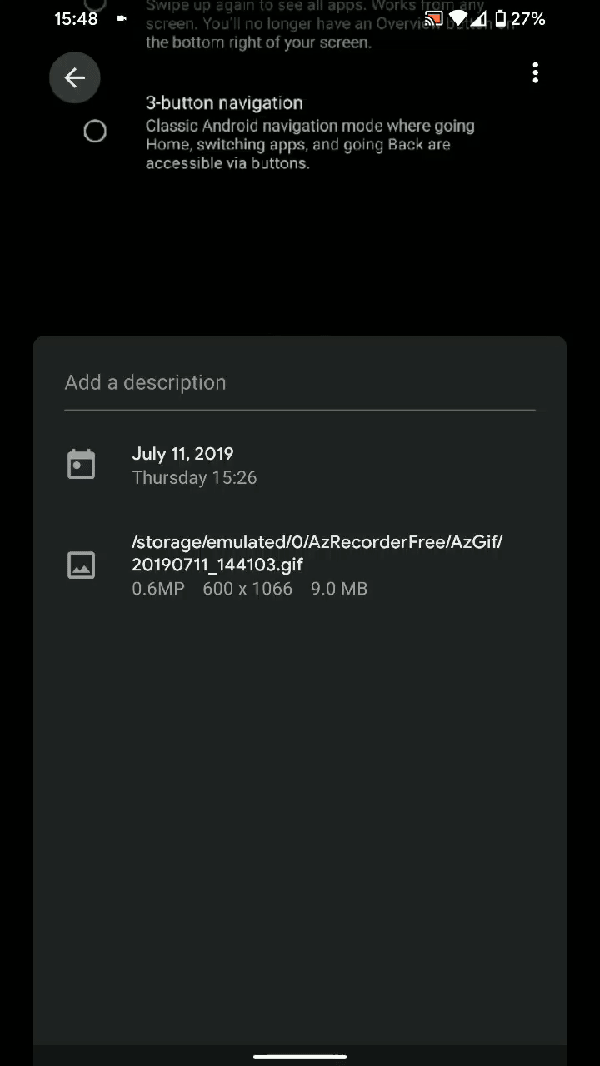 Swipe up again to see all apps. Works from any
15:48
27%
screen. You'll no longer have an Overview button on
the bottom right of your screen.
3-button navigation
Classic Android navigation mode where going
Home, switching apps, and going Back are
accessible via buttons.
Add a description
July 11, 2019
Thursday 15:26
/storage/emulated/0/AzRecorderFree/AzGif/
20190711_144103.gif
0.6MP 600 x 1066 9.0 MB